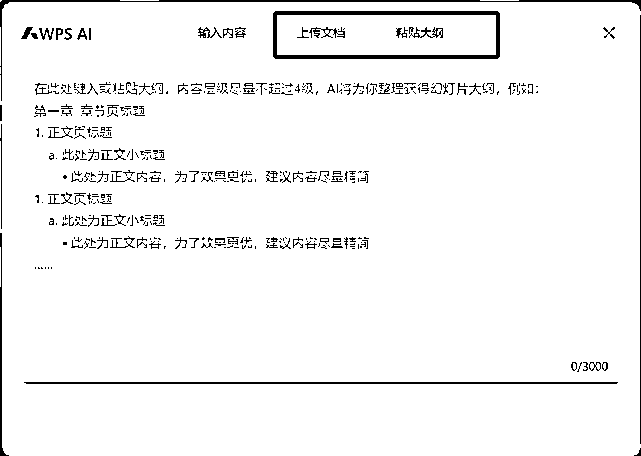 WPS AI 输入内容 上传文档 粘贴大纲
在此处键入或粘贴大纲，内容层级尽量不超过4级，AI将为你整理获得幻灯片大纲，例如：
第一章 章节页标题
1. 正文页标题
a. 此处为正文小标题
• 此处为正文内容，为了效果更优，建议内容尽量精简
1. 正文页标题
a. 此处为正文小标题
• 此处为正文内容，为了效果更优，建议内容尽量精简
......
0/3000